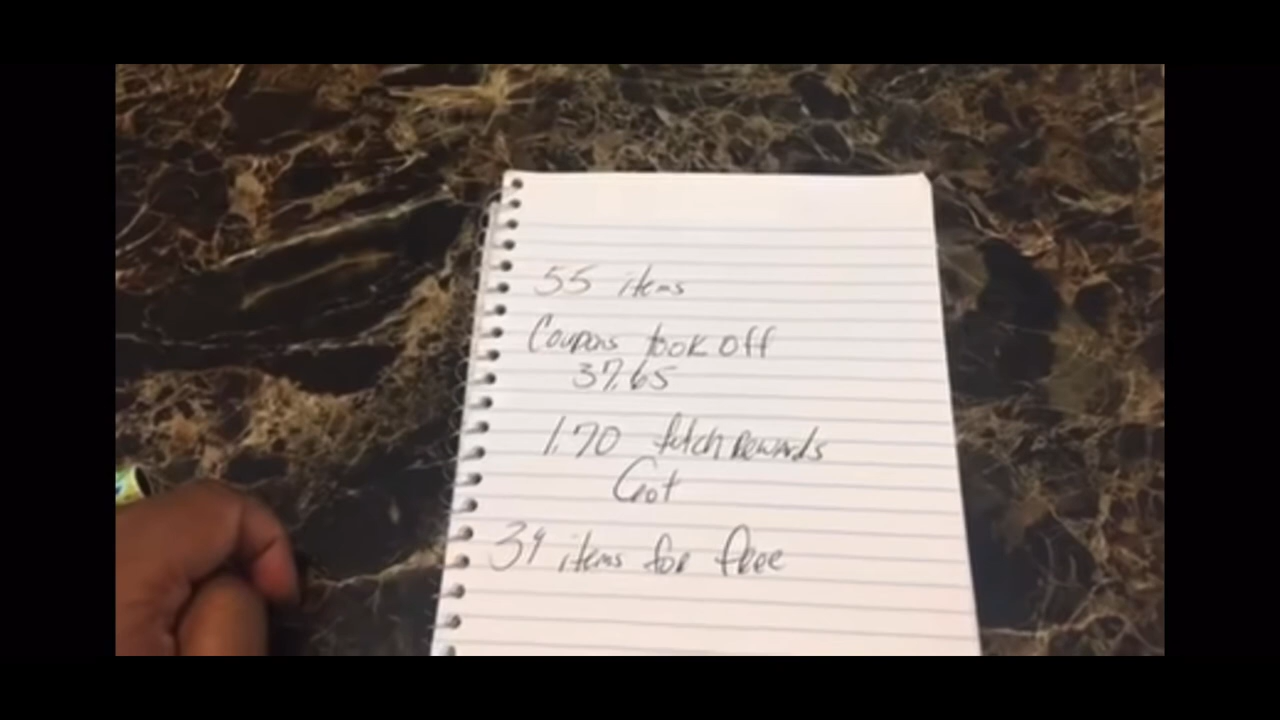 55 items
Coupons took off
37.65
1.70 fetch Rewards
Got
34 items for free